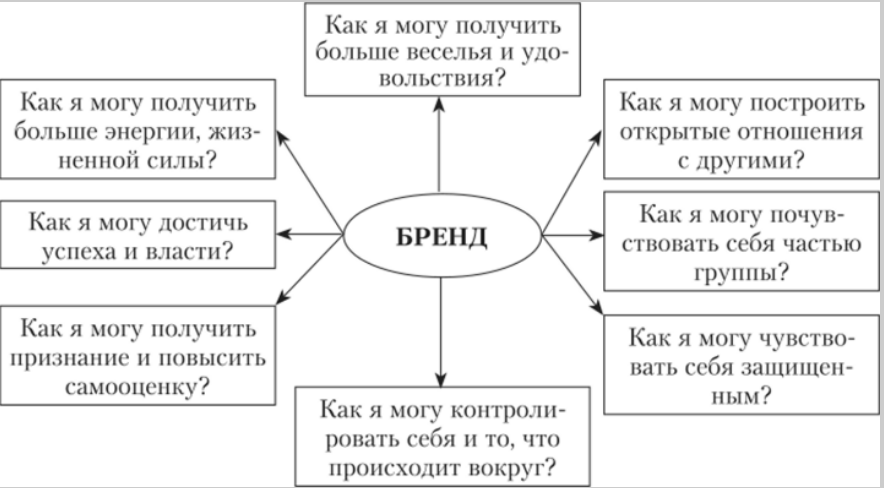 Как я могу получить
больше веселья и удо-
вольствия?
Как я могу получить
больше энергии, жиз-
ненной силы?
Как я могу построить
открытые отношения
с другими?
Как я могу достичь
успеха и власти?
БРЕНД
Как я могу почув-
ствовать себя частью
группы?
Как я могу получить
признание и повысить
самооценку?
Как я могу чувство-
вать себя защищен-
ным?
Как я могу контроли-
ровать себя и то, что
происходит вокруг?